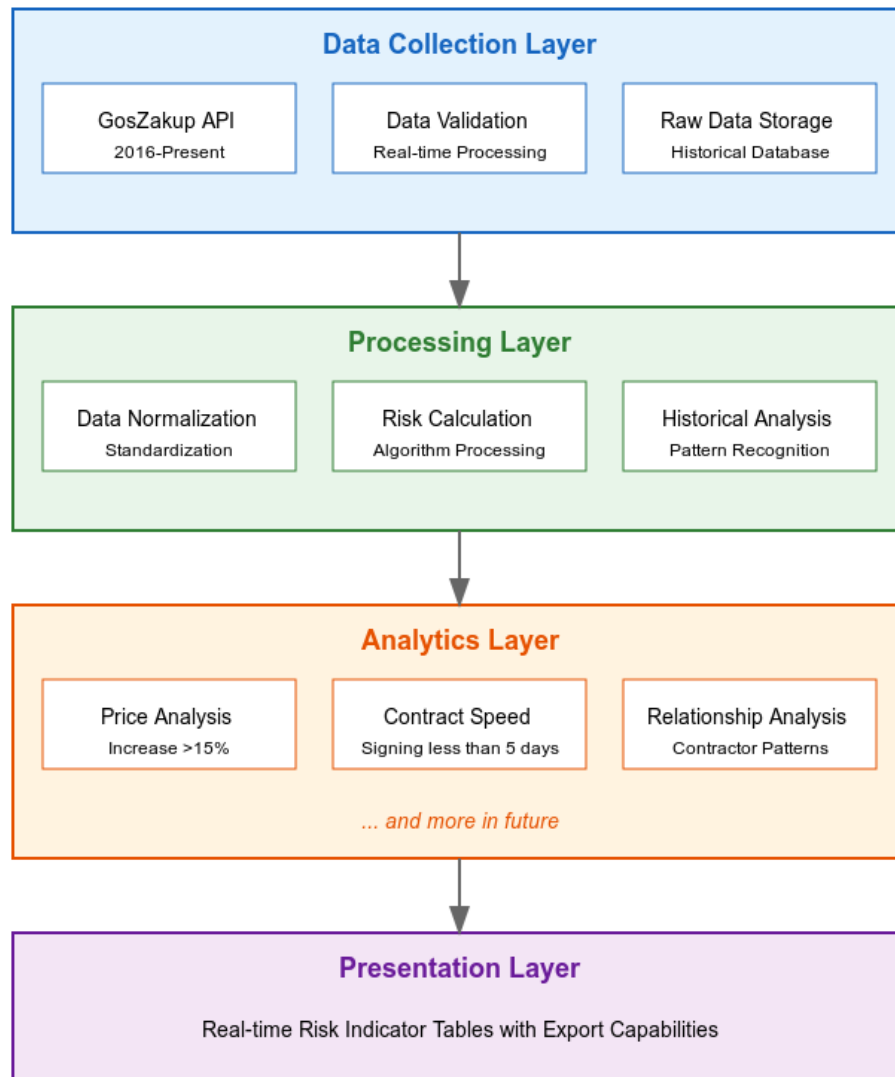 Data Collection Layer
GosZakup API
2016-Present
Data Validation
Real-time Processing
Raw Data Storage
Historical Database
Processing Layer
Data Normalization
Standardization
Risk Calculation
Algorithm Processing
Historical Analysis
Pattern Recognition
Analytics Layer
Price Analysis
Increase >15%
Contract Speed
Signing less than 5 days
Relationship Analysis
Contractor Patterns
... and more in future
Presentation Layer
Real-time Risk Indicator Tables with Export Capabilities